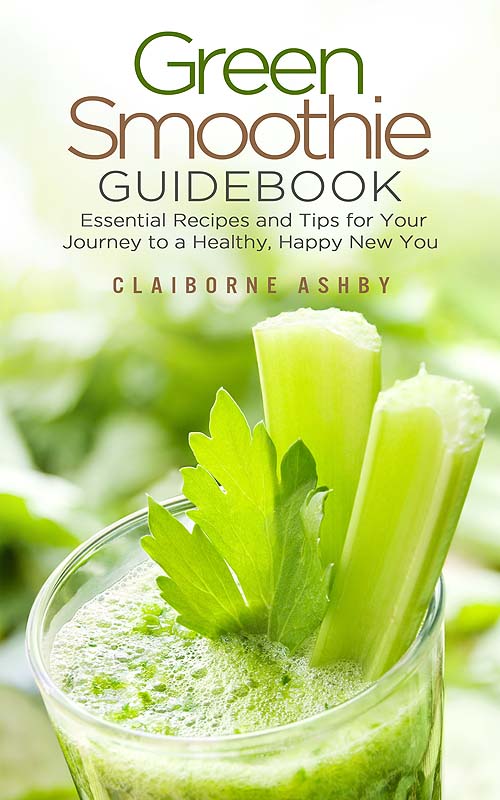 Green
Smoothie
GUIDEBOOK
Essential Recipes and Tips for Your
Journey to a Healthy, Happy New You
CLAIBORNE ASHBY